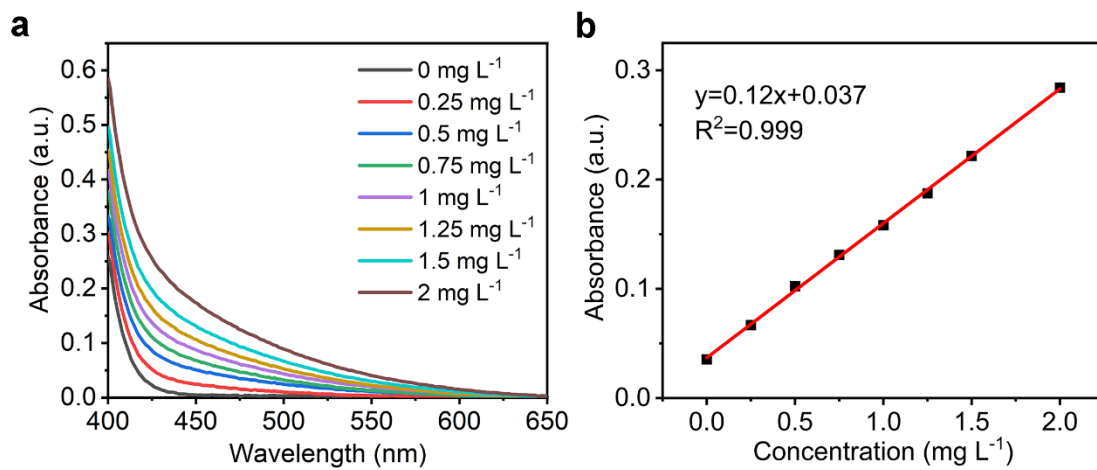 a
0.6
0.5
0.4
0.3
0.2
0.1
0.0
Absorbance (a.u.)
400 450 500 550 600 650
Wavelength (nm)
0 mg L⁻¹
0.25 mg L⁻¹
0.5 mg L⁻¹
0.75 mg L⁻¹
1 mg L⁻¹
1.25 mg L⁻¹
1.5 mg L⁻¹
2 mg L⁻¹
b
0.3
0.2
0.1
0.0
Absorbance (a.u.)
y=0.12x+0.037
R²=0.999
0.0 0.5 1.0 1.5 2.0
Concentration (mg L⁻¹)